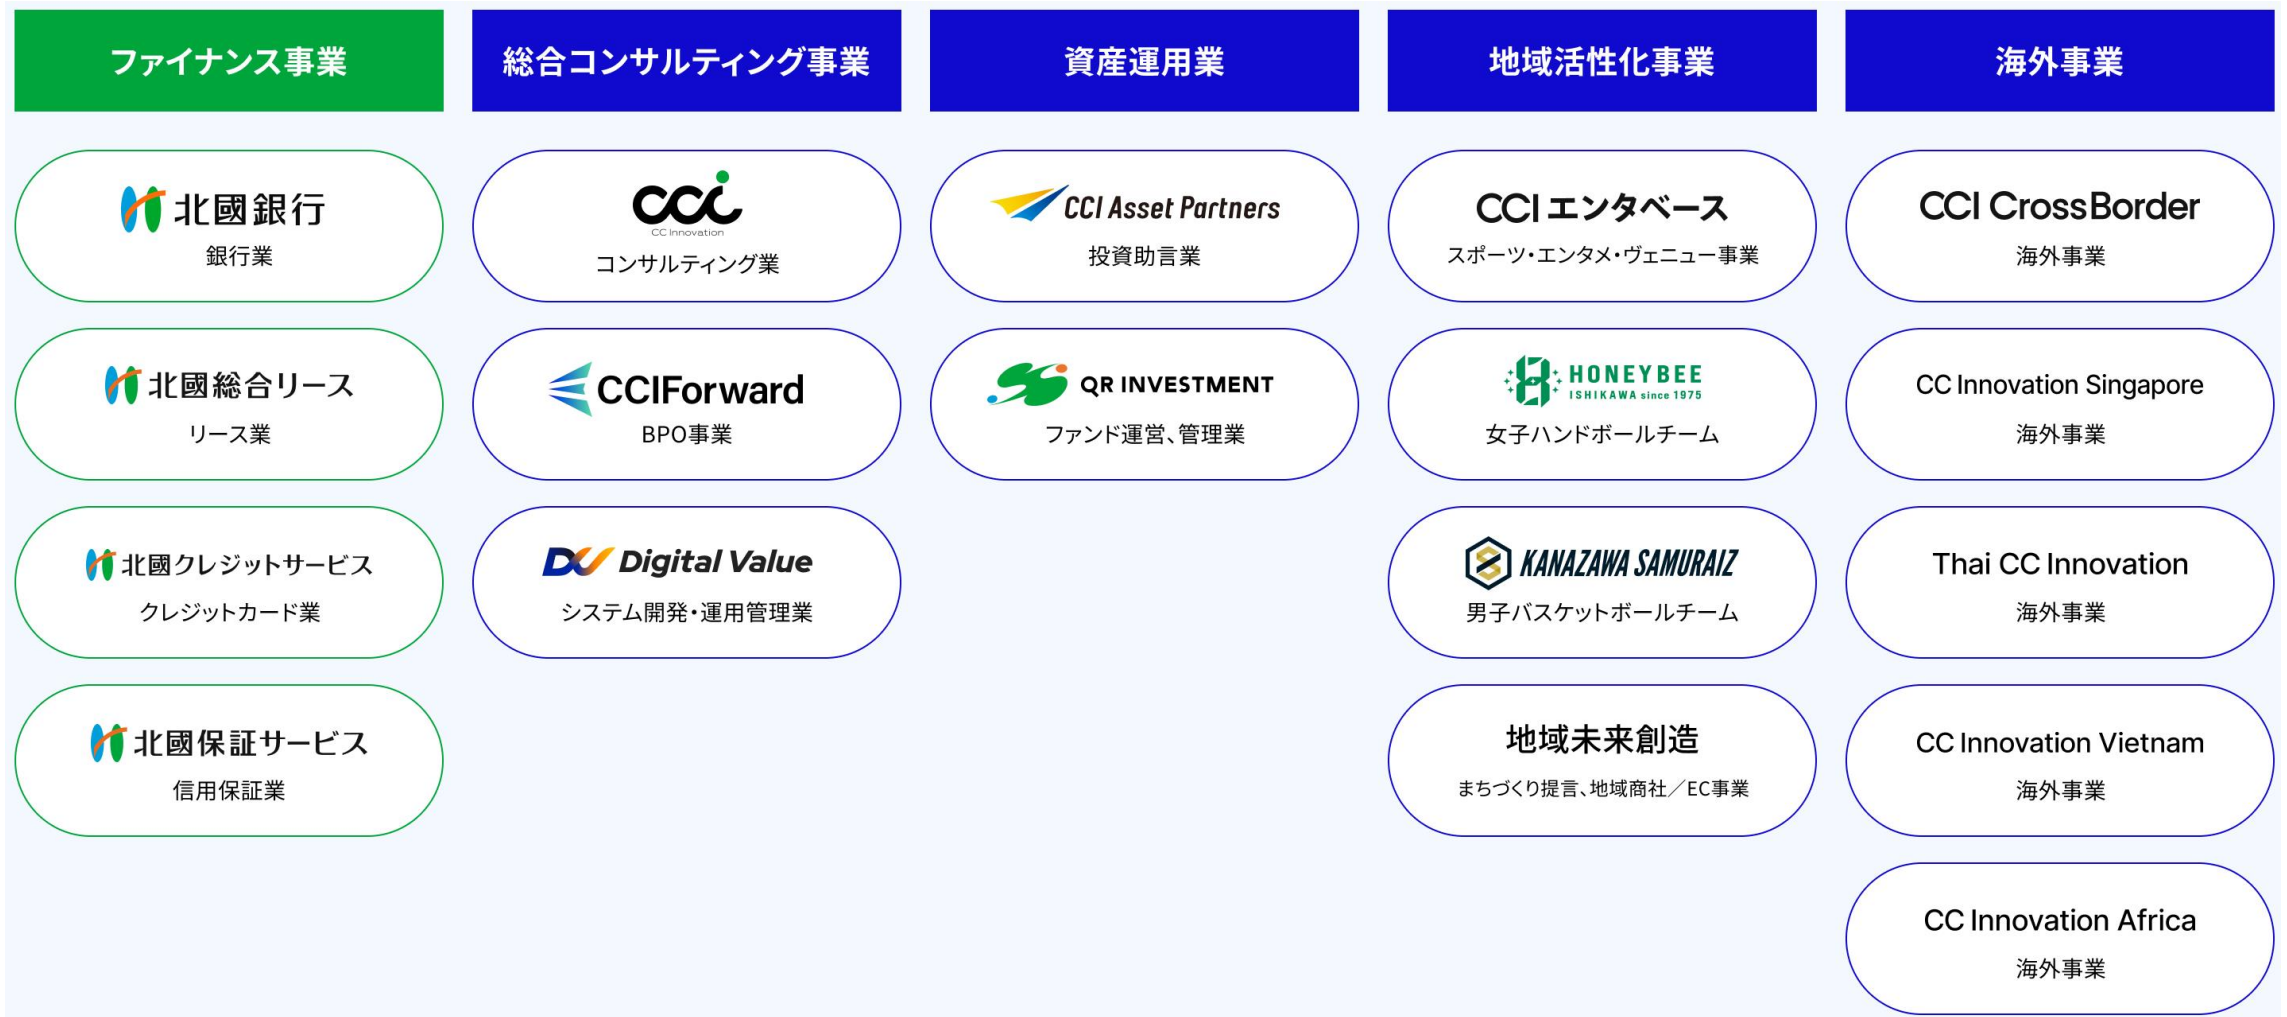 ファイナンス事業
北國銀行
銀行業
北國総合リース
リース業
北國クレジットサービス
クレジットカード業
北國保証サービス
信用保証業
総合コンサルティング事業
cci
CC Innovation
コンサルティング業
CCIForward
BPO事業
DV Digital Value
システム開発・運用管理業
資産運用業
CCI Asset Partners
投資助言業
QR INVESTMENT
ファンド運営、管理業
地域活性化事業
CCI エンタベース
スポーツ・エンタメ・ヴェニュー事業
HONEYBEE
ISHIKAWA since 1975
女子ハンドボールチーム
KANAZAWA SAMURAIZ
男子バスケットボールチーム
地域未来創造
まちづくり提言、地域商社／EC事業
海外事業
CCI CrossBorder
海外事業
CC Innovation Singapore
海外事業
Thai CC Innovation
海外事業
CC Innovation Vietnam
海外事業
CC Innovation Africa
海外事業